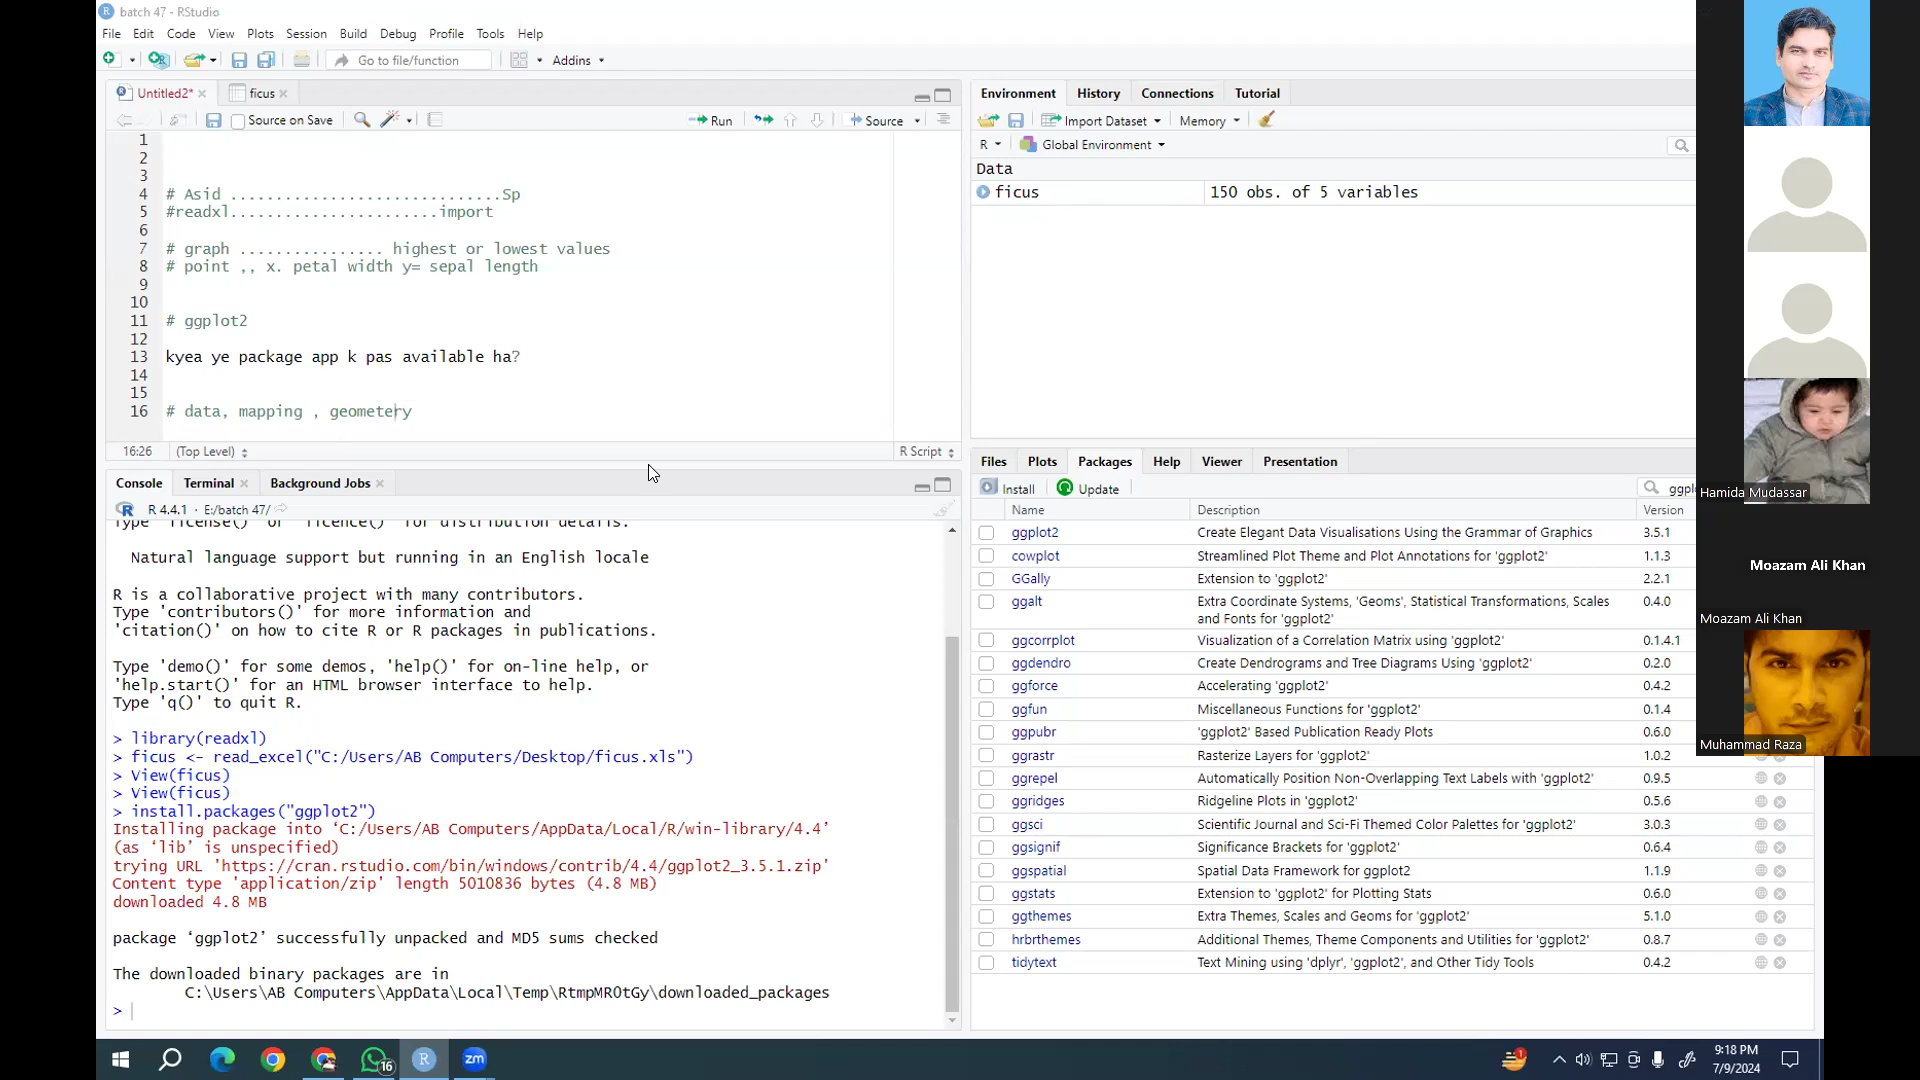 batch 47 - RStudio
File Edit Code View Plots Session Build Debug Profile Tools Help
Go to file/function
Addins
Untitled2*
ficus
Source on Save
Run
Source
1
2
3
4 # Asid ..............................Sp
5 #readxl.......................import
6
7 # graph ................ highest or lowest values
8 # point ,, x. petal width y= sepal length
9
10
11 # ggplot2
12
13 kyea ye package app k pas available ha?
14
15
16 # data, mapping , geometery
16:26 (Top Level) R Script
Console Terminal Background Jobs
R 4.4.1 · E:/batch 47/
Type 'license()' or 'licence()' for distribution details.
Natural language support but running in an English locale
R is a collaborative project with many contributors.
Type 'contributors()' for more information and
'citation()' on how to cite R or R packages in publications.
Type 'demo()' for some demos, 'help()' for on-line help, or
'help.start()' for an HTML browser interface to help.
Type 'q()' to quit R.
> library(readxl)
> ficus <- read_excel("C:/Users/AB Computers/Desktop/ficus.xls")
> View(ficus)
> View(ficus)
> install.packages("ggplot2")
Installing package into ‘C:/Users/AB Computers/AppData/Local/R/win-library/4.4’
(as ‘lib’ is unspecified)
trying URL 'https://cran.rstudio.com/bin/windows/contrib/4.4/ggplot2_3.5.1.zip'
Content type 'application/zip' length 5010836 bytes (4.8 MB)
downloaded 4.8 MB
package ‘ggplot2’ successfully unpacked and MD5 sums checked
The downloaded binary packages are in
C:\Users\AB Computers\AppData\Local\Temp\RtmpMR0tGy\downloaded_packages
>
Environment History Connections Tutorial
Import Dataset Memory
R Global Environment
Data
ficus 150 obs. of 5 variables
Files Plots Packages Help Viewer Presentation
Install Update ggpl
Name Description Version
ggplot2 Create Elegant Data Visualisations Using the Grammar of Graphics 3.5.1
cowplot Streamlined Plot Theme and Plot Annotations for 'ggplot2' 1.1.3
GGally Extension to 'ggplot2' 2.2.1
ggalt Extra Coordinate Systems, 'Geoms', Statistical Transformations, Scales 0.4.0
and Fonts for 'ggplot2'
ggcorrplot Visualization of a Correlation Matrix using 'ggplot2' 0.1.4.1
ggdendro Create Dendrograms and Tree Diagrams Using 'ggplot2' 0.2.0
ggforce Accelerating 'ggplot2' 0.4.2
ggfun Miscellaneous Functions for 'ggplot2' 0.1.4
ggpubr 'ggplot2' Based Publication Ready Plots 0.6.0
ggrastr Rasterize Layers for 'ggplot2' 1.0.2
ggrepel Automatically Position Non-Overlapping Text Labels with 'ggplot2' 0.9.5
ggridges Ridgeline Plots in 'ggplot2' 0.5.6
ggsci Scientific Journal and Sci-Fi Themed Color Palettes for 'ggplot2' 3.0.3
ggsignif Significance Brackets for 'ggplot2' 0.6.4
ggspatial Spatial Data Framework for ggplot2 1.1.9
ggstats Extension to 'ggplot2' for Plotting Stats 0.6.0
ggthemes Extra Themes, Scales and Geoms for 'ggplot2' 5.1.0
hrbrthemes Additional Themes, Theme Components and Utilities for 'ggplot2' 0.8.7
tidytext Text Mining using 'dplyr', 'ggplot2', and Other Tidy Tools 0.4.2
Hamida Mudassar
Moazam Ali Khan
Moazam Ali Khan
Muhammad Raza
16
zm
1
9:18 PM
7/9/2024